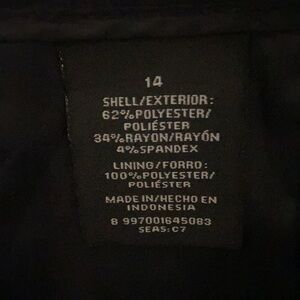 14
SHELL/EXTERIOR:
62%POLYESTER/
POLIÉSTER
34%RAYON/RAYÓN
4%SPANDEX
LINING/FORRO:
100%POLYESTER/
POLIÉSTER
MADE IN/HECHO EN
INDONESIA
8 997001645083
SEAS: C7